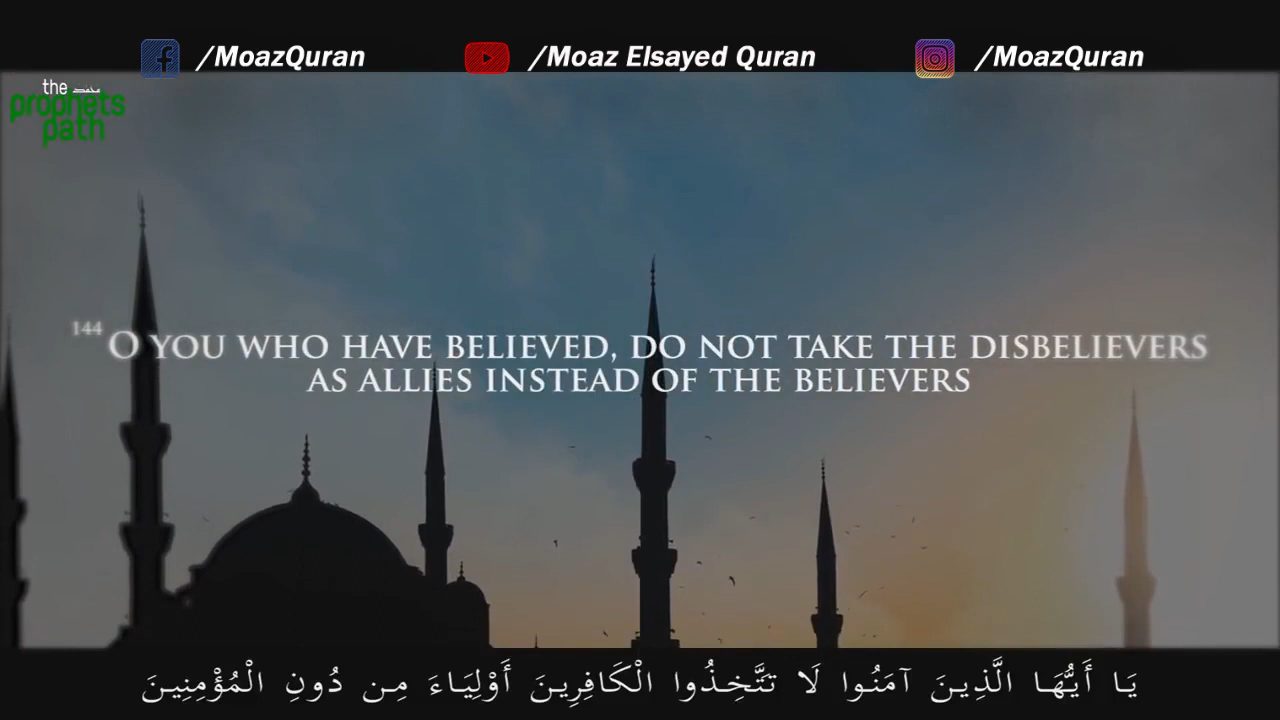 /MoazQuran
/Moaz Elsayed Quran
/MoazQuran
the محمد
prophets
path
144 O YOU WHO HAVE BELIEVED, DO NOT TAKE THE DISBELIEVERS
AS ALLIES INSTEAD OF THE BELIEVERS
يَا أَيُّهَا الَّذِينَ آمَنُوا لَا تَتَّخِذُوا الْكَافِرِينَ أَوْلِيَاءَ مِن دُونِ الْمُؤْمِنِينَ